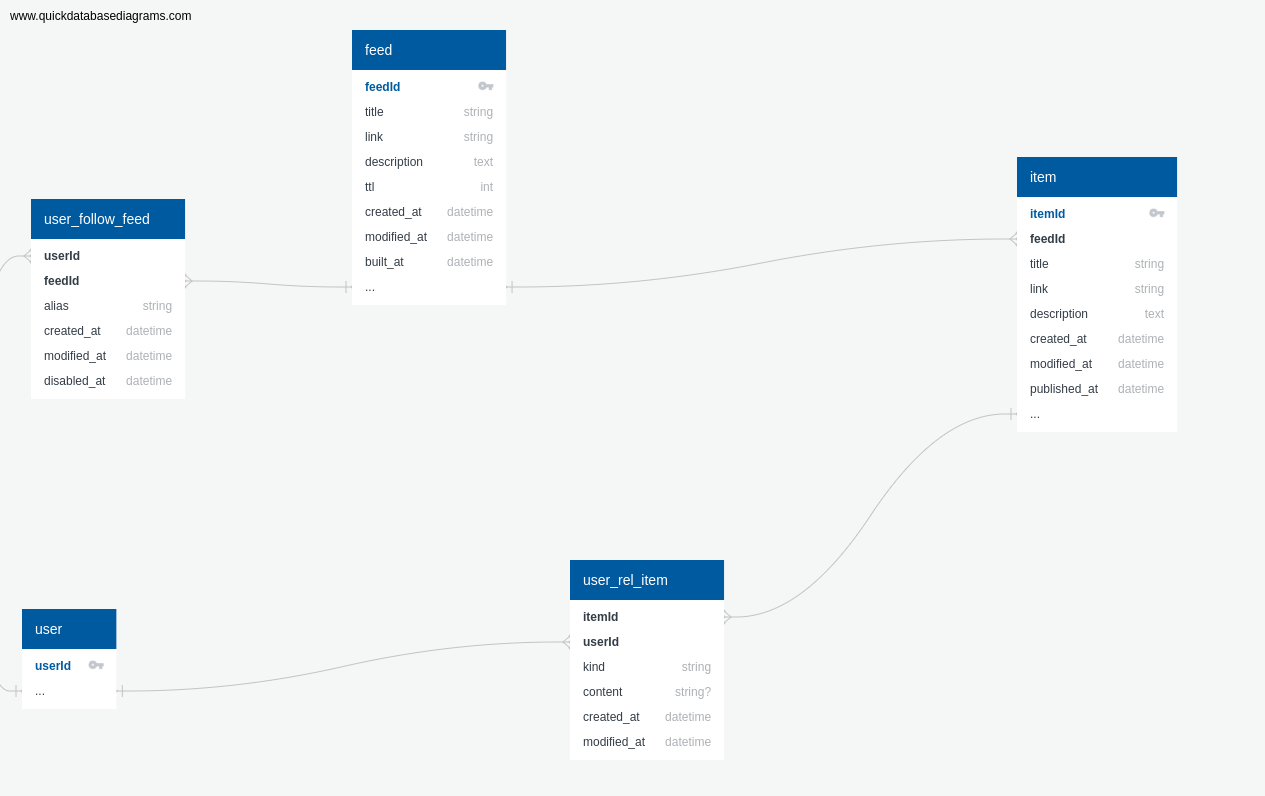 www.quickdatabasediagrams.com
feed
feedId
title string
link string
description text
ttl int
created_at datetime
modified_at datetime
built_at datetime
...
item
itemId
feedId
title string
link string
description text
created_at datetime
modified_at datetime
published_at datetime
...
user_follow_feed
userId
feedId
alias string
created_at datetime
modified_at datetime
disabled_at datetime
user_rel_item
itemId
userId
kind string
content string?
created_at datetime
modified_at datetime
user
userId
...